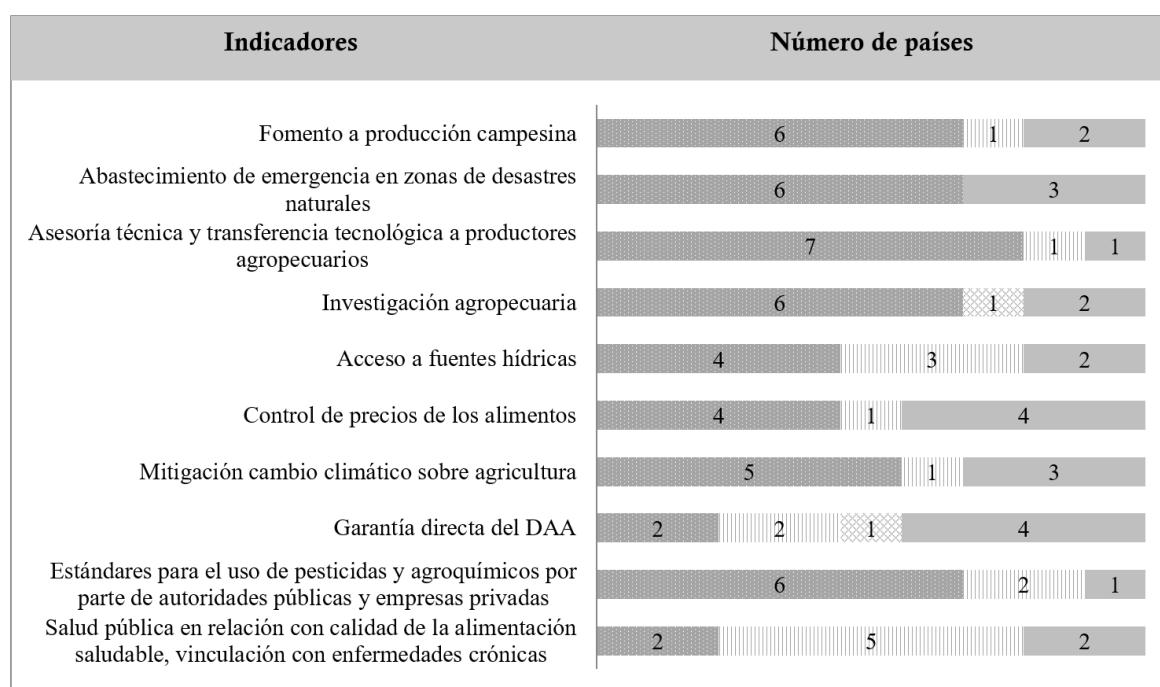 Indicadores Número de países
Fomento a producción campesina 6 1 2
Abastecimiento de emergencia en zonas de desastres
naturales 6 3
Asesoría técnica y transferencia tecnológica a productores
agropecuarios 7 1 1
Investigación agropecuaria 6 1 2
Acceso a fuentes hídricas 4 3 2
Control de precios de los alimentos 4 1 4
Mitigación cambio climático sobre agricultura 5 1 3
Garantía directa del DAA 2 2 1 4
Estándares para el uso de pesticidas y agroquímicos por
parte de autoridades públicas y empresas privadas 6 2 1
Salud pública en relación con calidad de la alimentación
saludable, vinculación con enfermedades crónicas 2 5 2